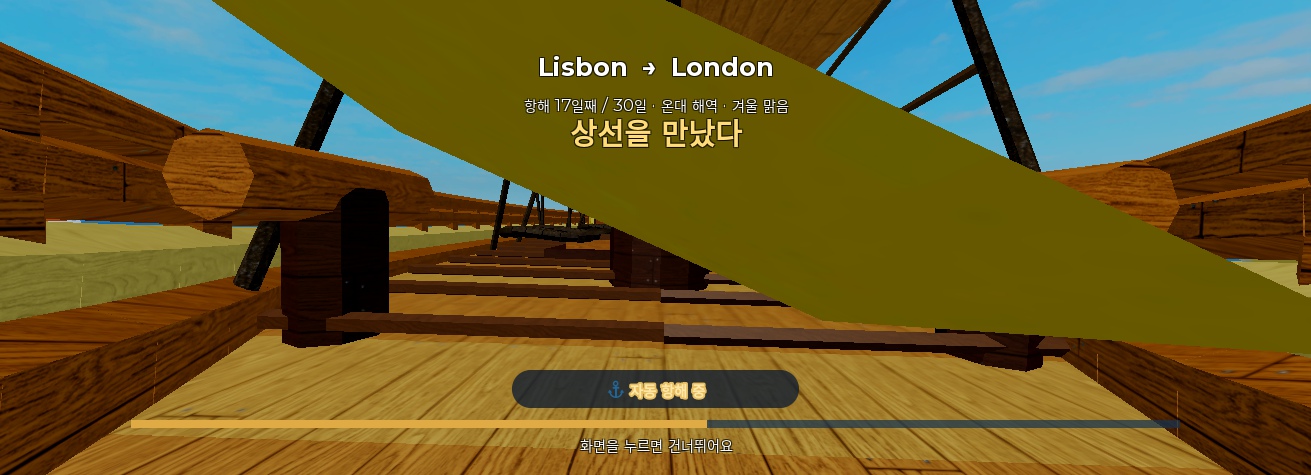 Lisbon → London
항해 17일째 / 30일 · 온대 해역 · 겨울 맑음
상선을 만났다
⚓ 자동 항해 중
화면을 누르면 건너뛰어요